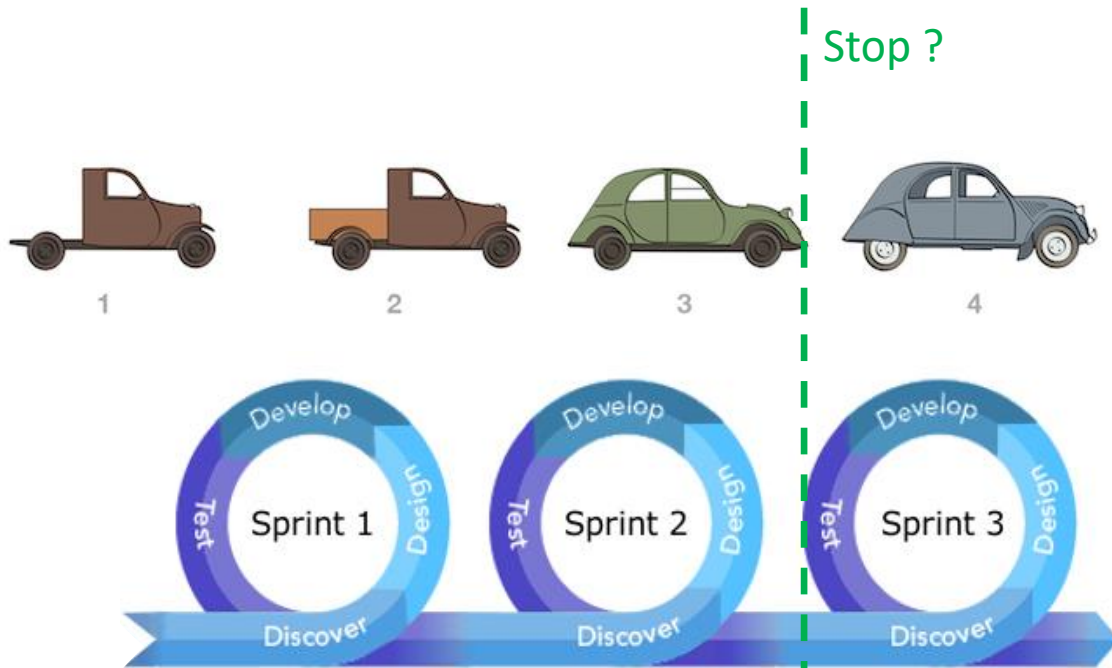 Stop ?
1
2
3
4
Develop
Design
Test
Sprint 1
Discover
Develop
Design
Test
Sprint 2
Discover
Develop
Design
Test
Sprint 3
Discover